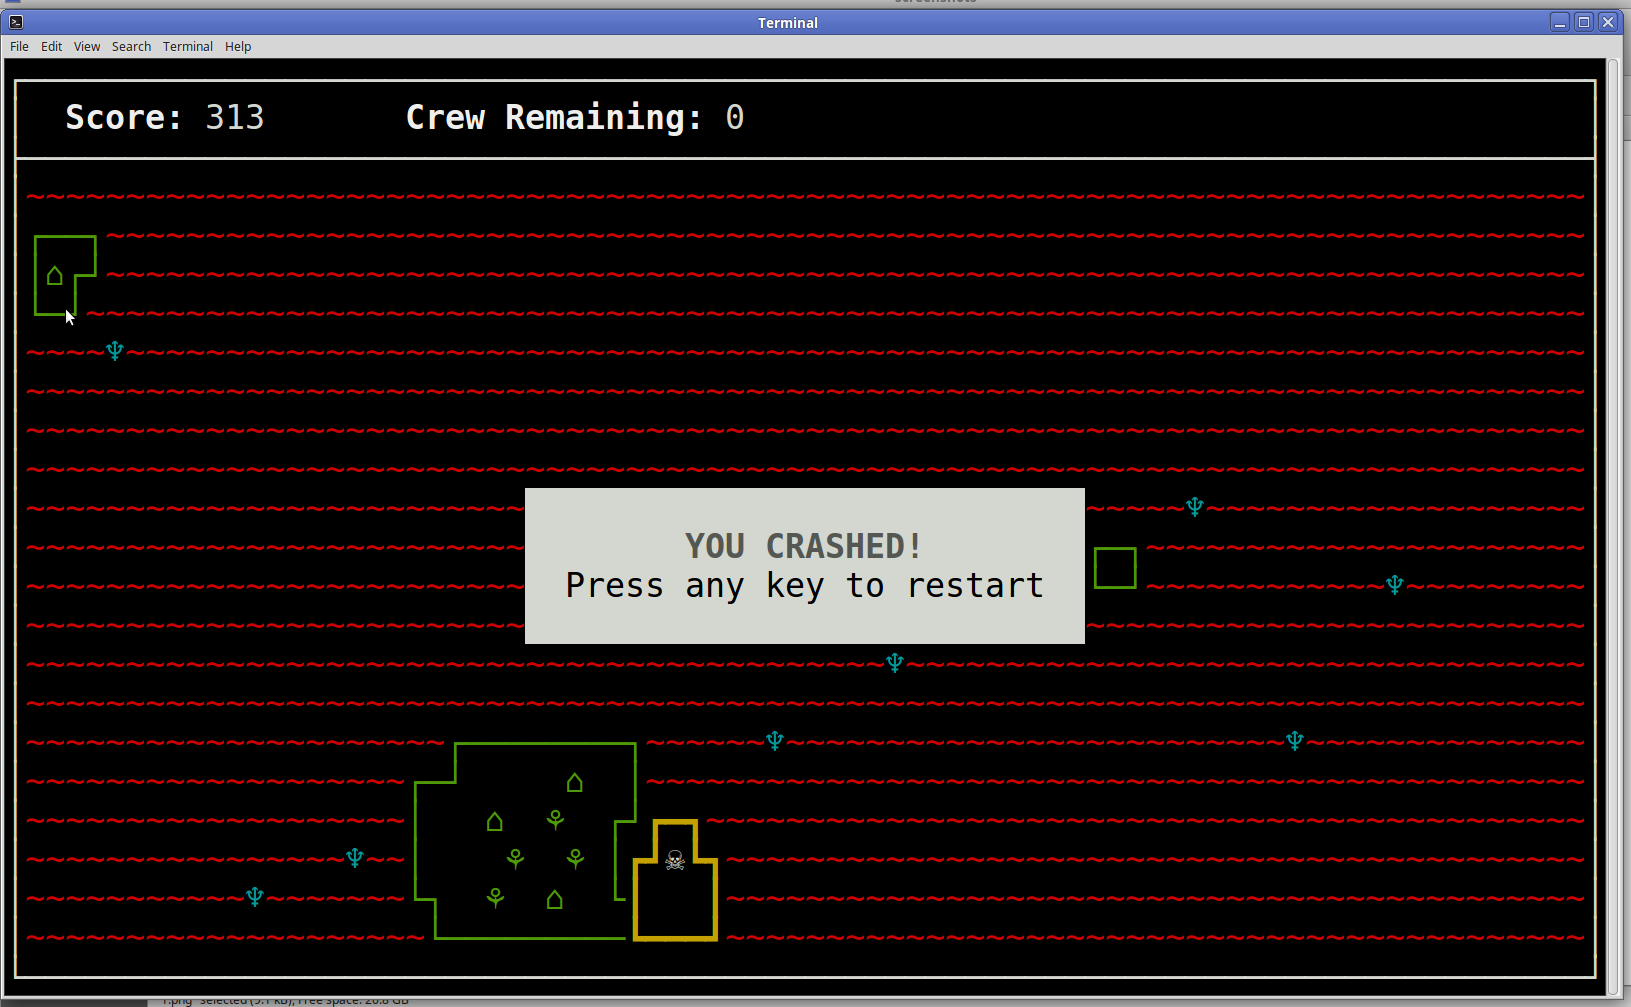 Terminal
File Edit View Search Terminal Help
Score: 313 Crew Remaining: 0
YOU CRASHED!
Press any key to restart